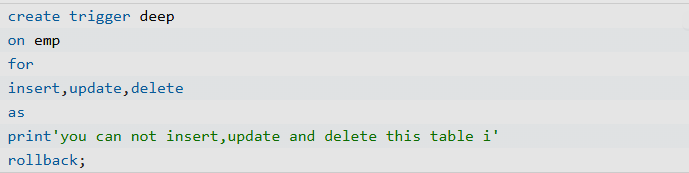 create trigger deep
on emp
for
insert,update,delete
as
print'you can not insert,update and delete this table i'
rollback;